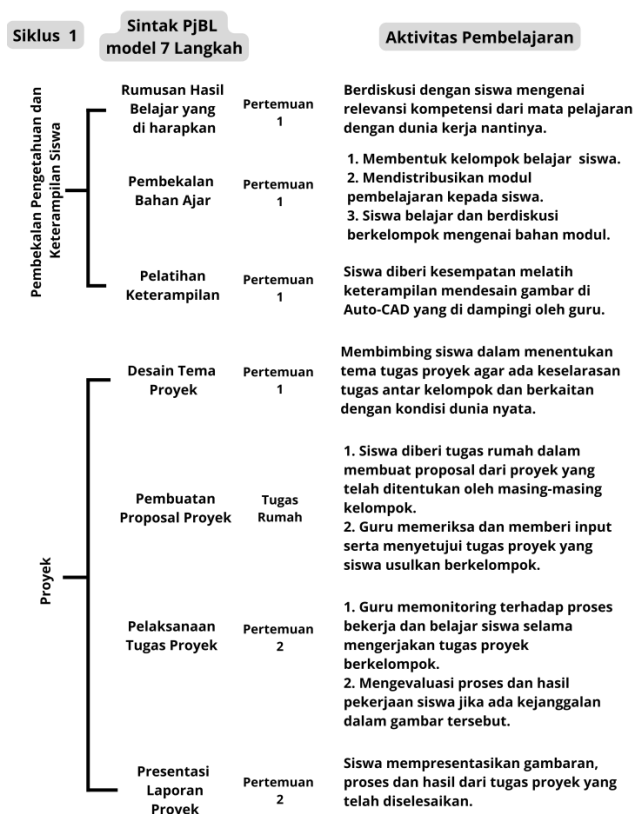 Siklus 1
Sintak PjBL
model 7 Langkah
Aktivitas Pembelajaran
Pembekalan Pengetahuan dan
Keterampilan Siswa
Rumusan Hasil
Belajar yang
di harapkan
Pertemuan
1
Berdiskusi dengan siswa mengenai
relevansi kompetensi dari mata pelajaran
dengan dunia kerja nantinya.
Pembekalan
Bahan Ajar
Pertemuan
1
1. Membentuk kelompok belajar siswa.
2. Mendistribusikan modul
pembelajaran kepada siswa.
3. Siswa belajar dan berdiskusi
berkelompok mengenai bahan modul.
Pelatihan
Keterampilan
Pertemuan
1
Siswa diberi kesempatan melatih
keterampilan mendesain gambar di
Auto-CAD yang di dampingi oleh guru.
Proyek
Desain Tema
Proyek
Pertemuan
1
Membimbing siswa dalam menentukan
tema tugas proyek agar ada keselarasan
tugas antar kelompok dan berkaitan
dengan kondisi dunia nyata.
Pembuatan
Proposal Proyek
Tugas
Rumah
1. Siswa diberi tugas rumah dalam
membuat proposal dari proyek yang
telah ditentukan oleh masing-masing
kelompok.
2. Guru memeriksa dan memberi input
serta menyetujui tugas proyek yang
siswa usulkan berkelompok.
Pelaksanaan
Tugas Proyek
Pertemuan
2
1. Guru memonitoring terhadap proses
bekerja dan belajar siswa selama
mengerjakan tugas proyek
berkelompok.
2. Mengevaluasi proses dan hasil
pekerjaan siswa jika ada kejanggalan
dalam gambar tersebut.
Presentasi
Laporan
Proyek
Pertemuan
2
Siswa mempresentasikan gambaran,
proses dan hasil dari tugas proyek yang
telah diselesaikan.